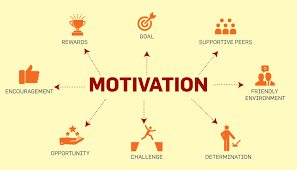 REWARDS
GOAL
SUPPORTIVE PEERS
ENCOURAGEMENT
MOTIVATION
FRIENDLY
ENVIRONMENT
OPPORTUNITY
CHALLENGE
DETERMINATION